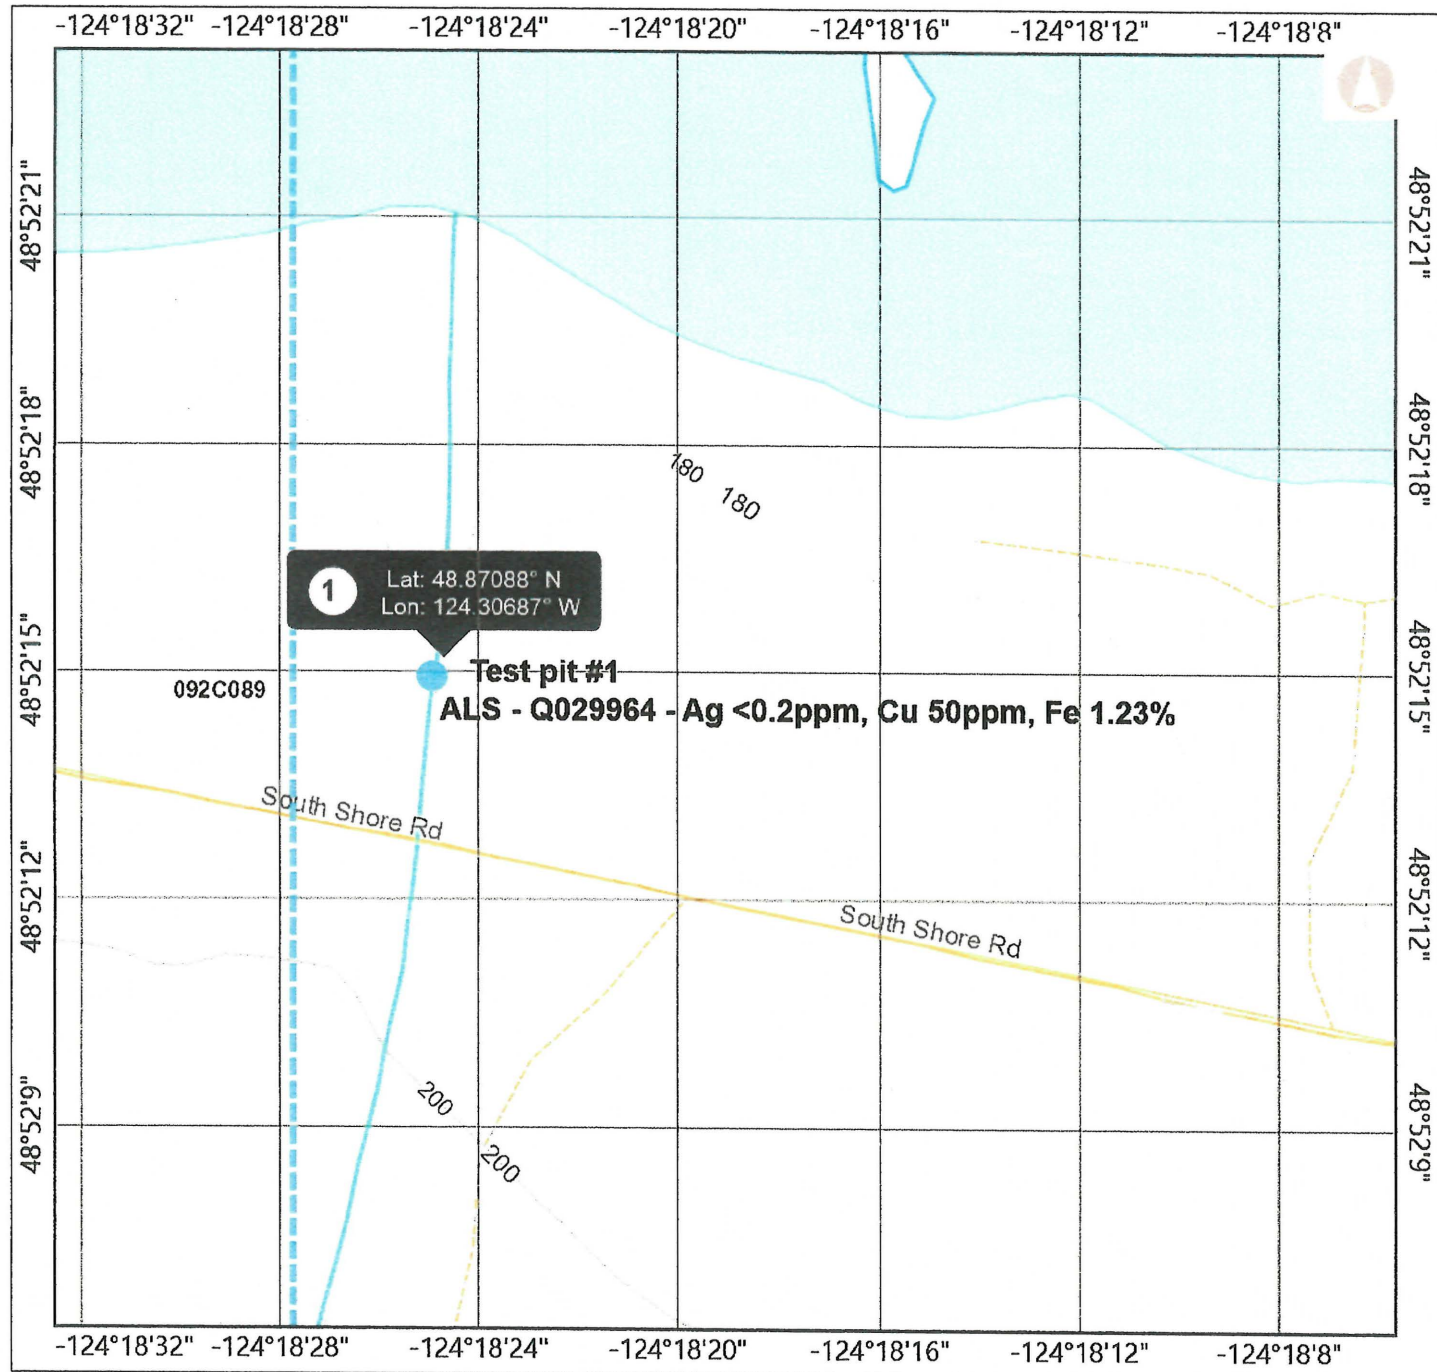 -124°18'32" -124°18'28" -124°18'24" -124°18'20" -124°18'16" -124°18'12" -124°18'8"
48°52'21" 48°52'21"
48°52'18" 48°52'18"
180 180
1
Lat: 48.87088° N
Lon: 124.30687° W
48°52'15" 48°52'15"
Test pit #1
092C089
ALS - Q029964 - Ag <0.2ppm, Cu 50ppm, Fe 1.23%
South Shore Rd
48°52'12" 48°52'12"
South Shore Rd
48°52'9" 48°52'9"
200
200
-124°18'32" -124°18'28" -124°18'24" -124°18'20" -124°18'16" -124°18'12" -124°18'8"